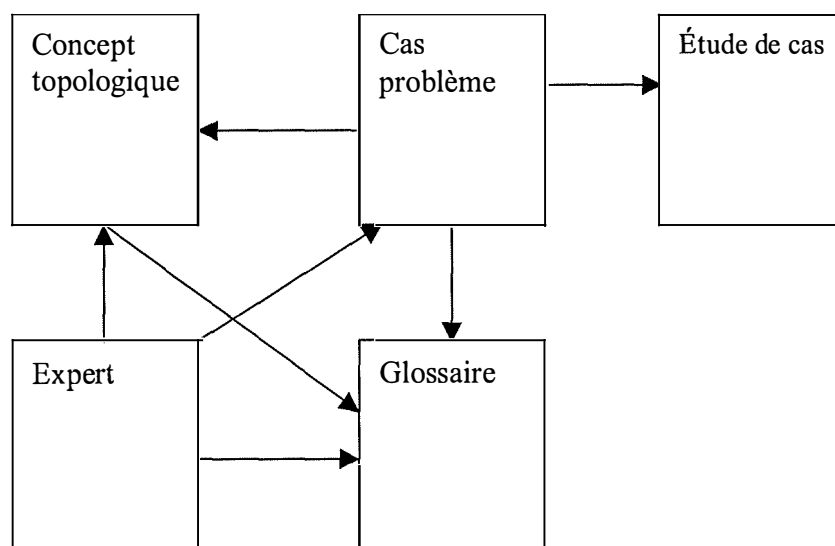 Concept
topologique
Cas
problème
Étude de cas
Expert
Glossaire